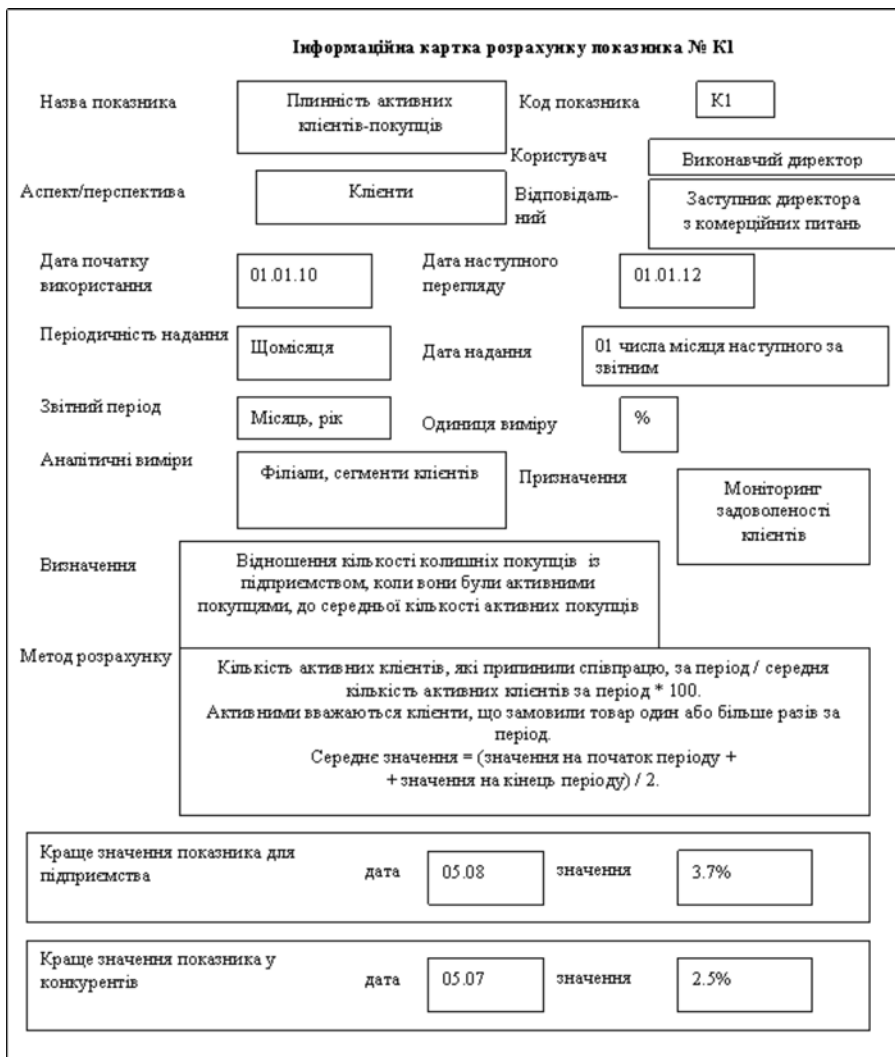 Інформаційна картка розрахунку показника № К1
Назва показника
Плинність активних
клієнтів-покупців
Код показника
К1
Користувач
Виконавчий директор
Аспект/перспектива
Клієнти
Відповідаль-
ний
Заступник директора
з комерційних питань
Дата початку
використання
01.01.10
Дата наступного
перегляду
01.01.12
Періодичність надання
Щомісяця
Дата надання
01 числа місяця наступного за
звітним
Звітний період
Місяць, рік
Одиниця виміру
%
Аналітичні виміри
Філіали, сегменти клієнтів
Призначення
Моніторинг
задоволеності
клієнтів
Визначення
Відношення кількості колишніх покупців із
підприємством, коли вони були активними
покупцями, до середньої кількості активних покупців
Метод розрахунку
Кількість активних клієнтів, які припинили співпрацю, за період / середня
кількість активних клієнтів за період * 100.
Активними вважаються клієнти, що замовили товар один або більше разів за
період.
Середнє значення = (значення на початок періоду +
+ значення на кінець періоду) / 2.
Краще значення показника для
підприємства
дата
05.08
значення
3.7%
Краще значення показника у
конкурентів
дата
05.07
значення
2.5%